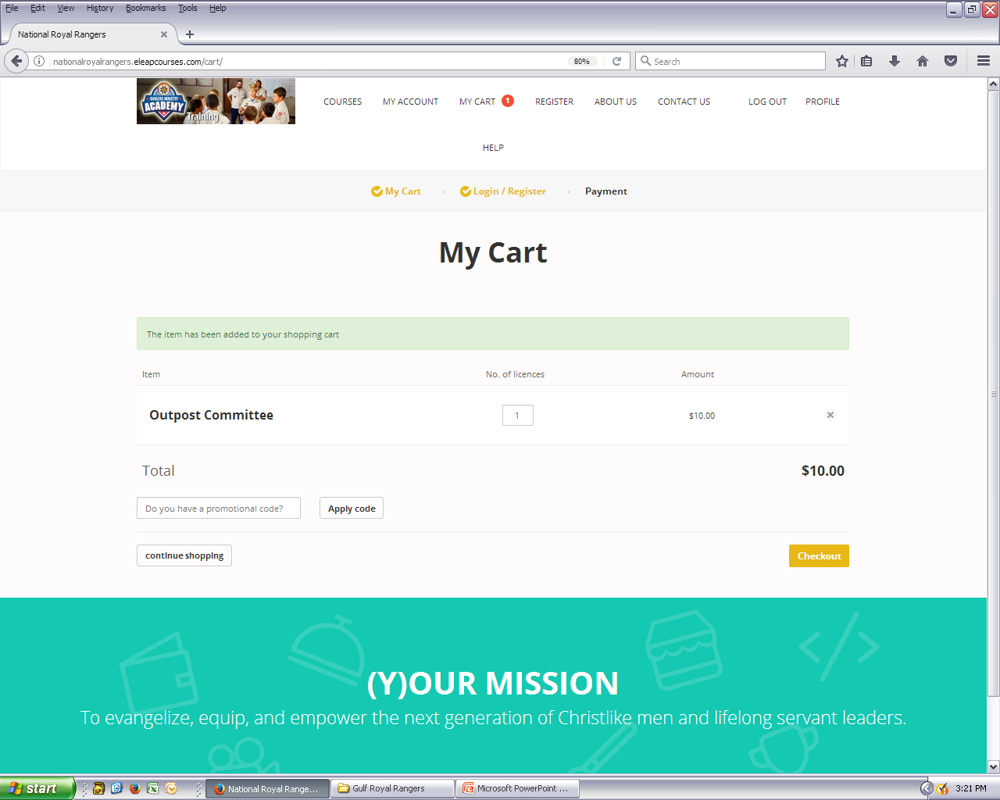 File Edit View History Bookmarks Tools Help
National Royal Rangers
nationalroyalrangers.eleapcourses.com/cart/ 80% Search
RANGERS MINISTRY
ACADEMY
Training
COURSES MY ACCOUNT MY CART 1 REGISTER ABOUT US CONTACT US LOG OUT PROFILE
HELP
My Cart › Login / Register › Payment
My Cart
The item has been added to your shopping cart
Item No. of licences Amount
Outpost Committee 1 $10.00
Total $10.00
Do you have a promotional code? Apply code
continue shopping Checkout
(Y)OUR MISSION
To evangelize, equip, and empower the next generation of Christlike men and lifelong servant leaders.
start National Royal Range... Gulf Royal Rangers Microsoft PowerPoint ... 3:21 PM